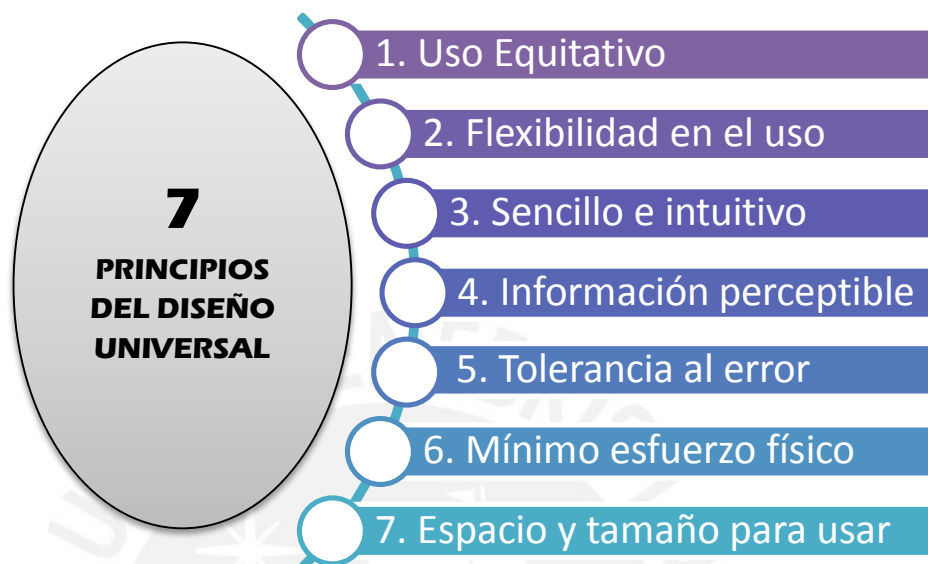 7
PRINCIPIOS
DEL DISEÑO
UNIVERSAL
1. Uso Equitativo
2. Flexibilidad en el uso
3. Sencillo e intuitivo
4. Información perceptible
5. Tolerancia al error
6. Mínimo esfuerzo físico
7. Espacio y tamaño para usar